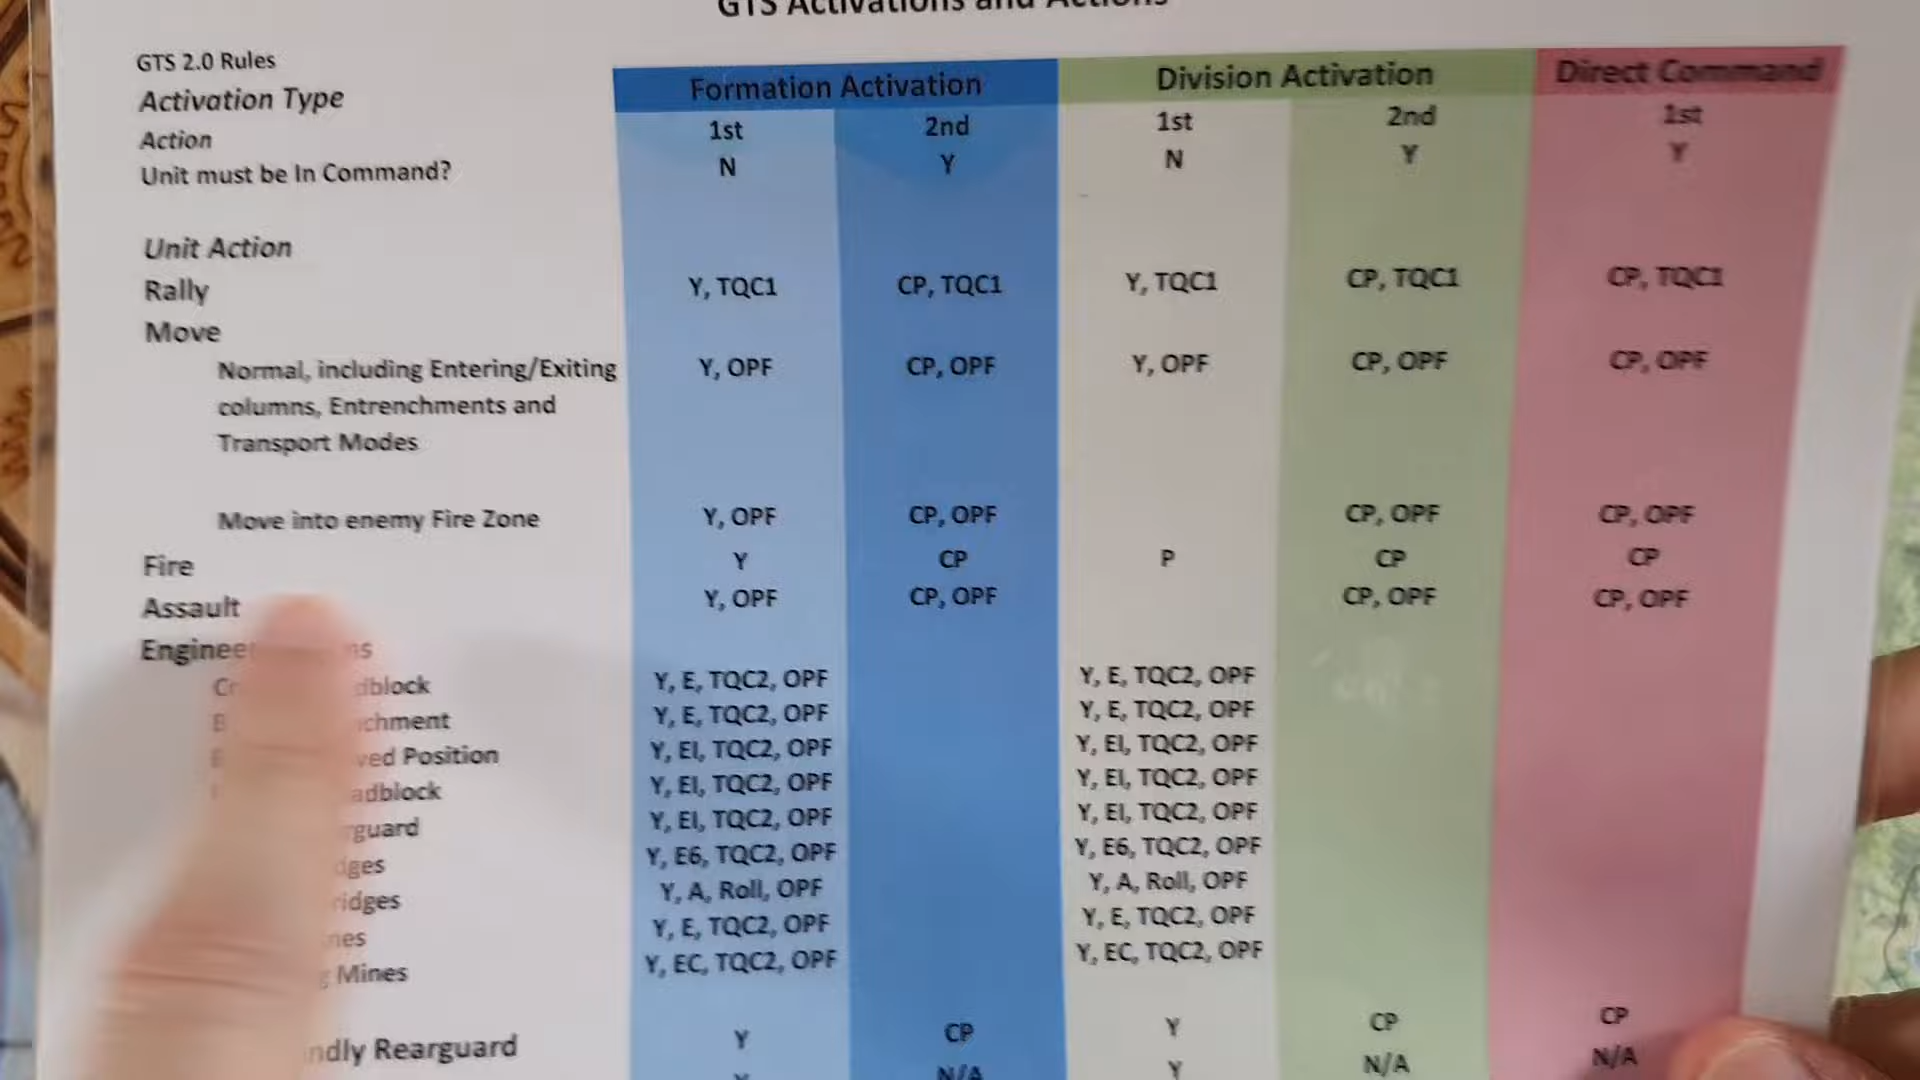 GTS Activations and Actions
GTS 2.0 Rules
Activation Type Formation Activation Division Activation Direct Command
Action 1st 2nd 1st 2nd 1st
Unit must be In Command? N Y N Y Y
Unit Action
Rally Y, TQC1 CP, TQC1 Y, TQC1 CP, TQC1 CP, TQC1
Move
Normal, including Entering/Exiting Y, OPF CP, OPF Y, OPF CP, OPF CP, OPF
columns, Entrenchments and
Transport Modes
Move into enemy Fire Zone Y, OPF CP, OPF CP, OPF CP, OPF
Fire Y CP P CP CP
Assault Y, OPF CP, OPF CP, OPF CP, OPF
Y, E, TQC2, OPF Y, E, TQC2, OPF
Y, E, TQC2, OPF Y, E, TQC2, OPF
Position Y, EI, TQC2, OPF Y, EI, TQC2, OPF
Y, EI, TQC2, OPF Y, EI, TQC2, OPF
Y, EI, TQC2, OPF Y, EI, TQC2, OPF
Y, E6, TQC2, OPF Y, E6, TQC2, OPF
Y, A, Roll, OPF Y, A, Roll, OPF
Y, E, TQC2, OPF Y, E, TQC2, OPF
Mines Y, EC, TQC2, OPF Y, EC, TQC2, OPF
Rearguard Y CP Y CP CP
Y N/A Y N/A N/A